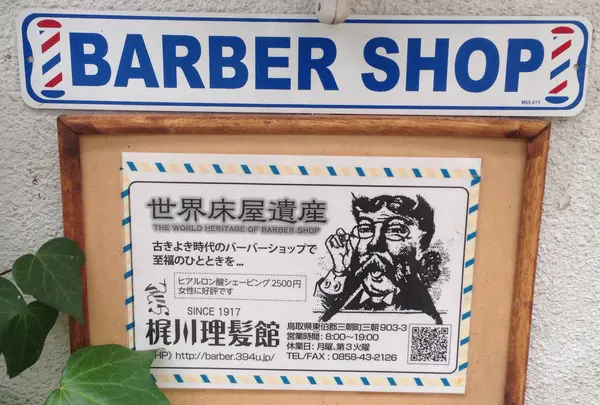 BARBER SHOP
MSS-411
世界床屋遺産
THE WORLD HERITAGE OF BARBER SHOP
古きよき時代のバーバーショップで
至福のひとときを...
ヒアルロン酸シェービング 2500円
女性に好評です
SINCE 1917
梶川理髪館
鳥取県東伯郡三朝町三朝 903-3
営業時間: 8:00〜19:00
休業日: 月曜、第3火曜
HP) http://barber.394u.jp/
TEL/FAX : 0858-43-2126